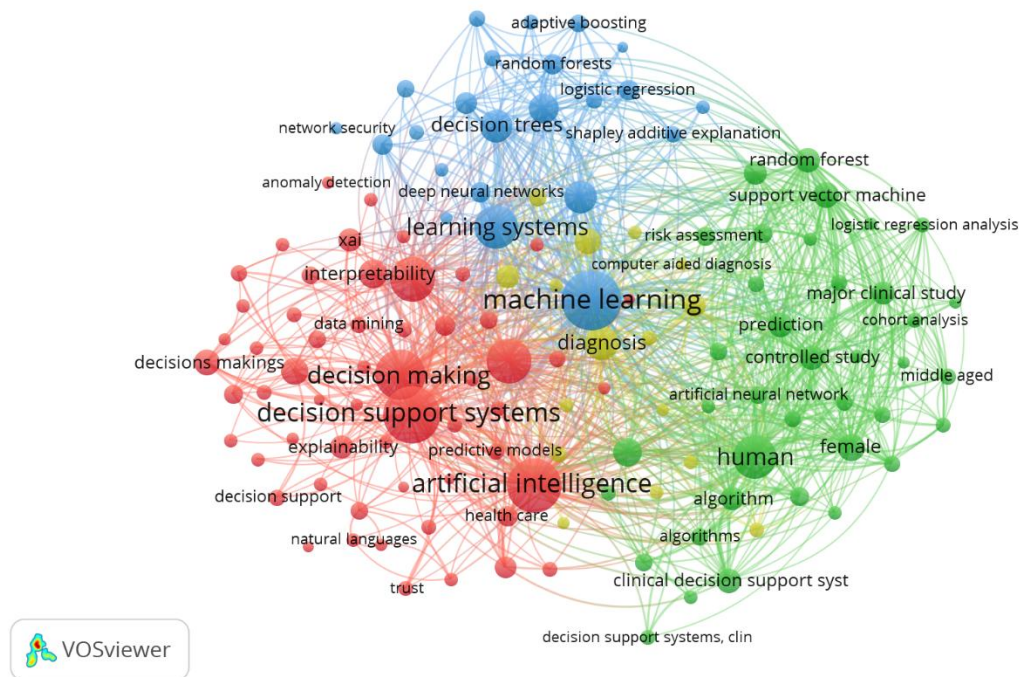 adaptive boosting
random forests
logistic regression
decision trees
network security
shapley additive explanation
random forest
anomaly detection
deep neural networks
support vector machine
learning systems
logistic regression analysis
xai
risk assessment
computer aided diagnosis
interpretability
major clinical study
machine learning
data mining
prediction
cohort analysis
diagnosis
decisions makings
controlled study
decision making
middle aged
artificial neural network
decision support systems
explainability
predictive models
female
human
artificial intelligence
decision support
algorithm
health care
natural languages
algorithms
trust
clinical decision support syst
decision support systems, clin
VOSviewer